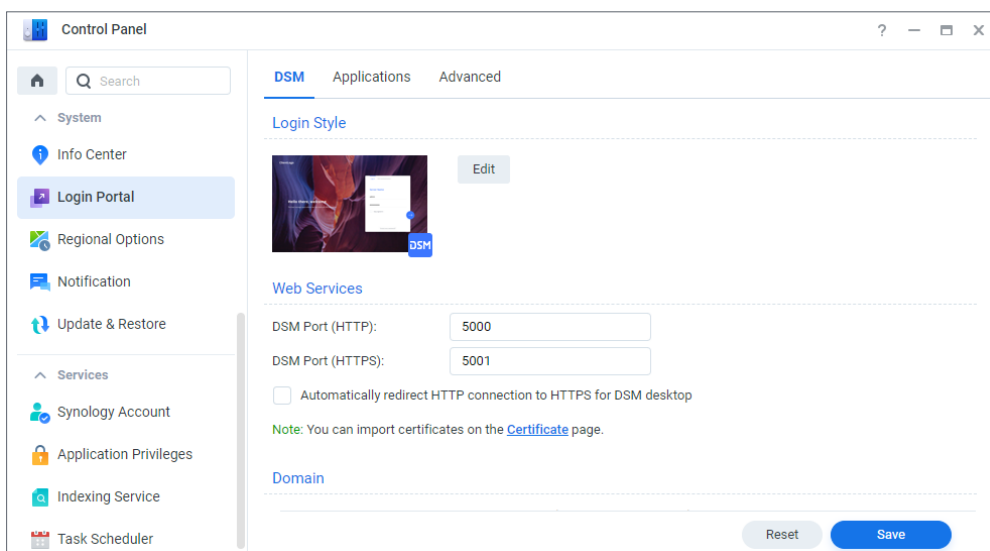 Control Panel
?
Search
System
Info Center
Login Portal
Regional Options
Notification
Update & Restore
Services
Synology Account
Application Privileges
Indexing Service
Task Scheduler
DSM Applications Advanced
Login Style
DSM
Edit
Web Services
DSM Port (HTTP): 5000
DSM Port (HTTPS): 5001
Automatically redirect HTTP connection to HTTPS for DSM desktop
Note: You can import certificates on the Certificate page.
Domain
Reset Save